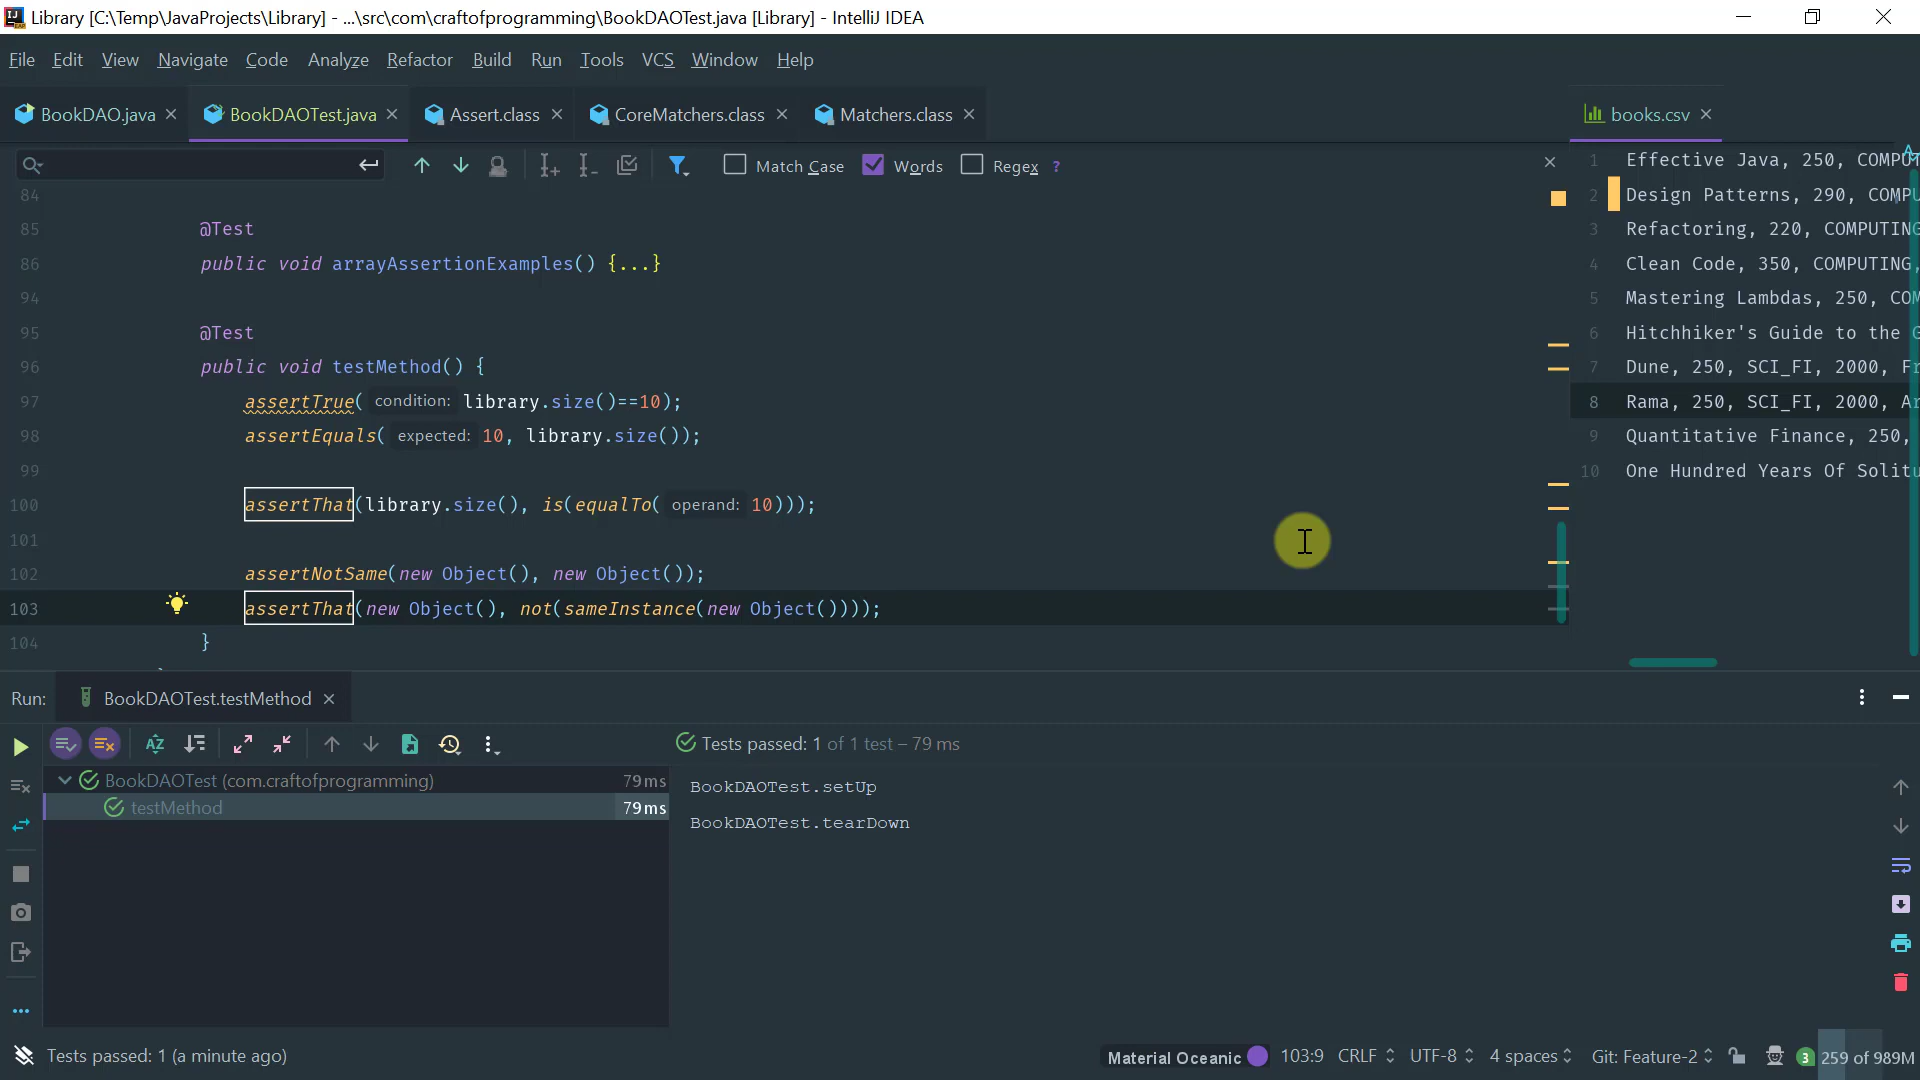 Library [C:\Temp\JavaProjects\Library] - ...\src\com\craftofprogramming\BookDAOTest.java [Library] - IntelliJ IDEA
File Edit View Navigate Code Analyze Refactor Build Run Tools VCS Window Help
BookDAO.java BookDAOTest.java Assert.class CoreMatchers.class Matchers.class books.csv
Match Case Words Regex ?
84
85 @Test
86 public void arrayAssertionExamples() {...}
94
95 @Test
96 public void testMethod() {
97 assertTrue( condition: library.size()==10);
98 assertEquals( expected: 10, library.size());
99
100 assertThat(library.size(), is(equalTo( operand: 10)));
101
102 assertNotSame(new Object(), new Object());
103 assertThat(new Object(), not(sameInstance(new Object())));
104 }
1 Effective Java, 250, COMPUT
2 Design Patterns, 290, COMPU
3 Refactoring, 220, COMPUTING
4 Clean Code, 350, COMPUTING,
5 Mastering Lambdas, 250, COM
6 Hitchhiker's Guide to the G
7 Dune, 250, SCI_FI, 2000, Fr
8 Rama, 250, SCI_FI, 2000, Ar
9 Quantitative Finance, 250,
10 One Hundred Years Of Solitu
Run: BookDAOTest.testMethod
Tests passed: 1 of 1 test – 79 ms
BookDAOTest (com.craftofprogramming) 79 ms
testMethod 79 ms
BookDAOTest.setUp
BookDAOTest.tearDown
Tests passed: 1 (a minute ago)
Material Oceanic 103:9 CRLF UTF-8 4 spaces Git: Feature-2 3 259 of 989M